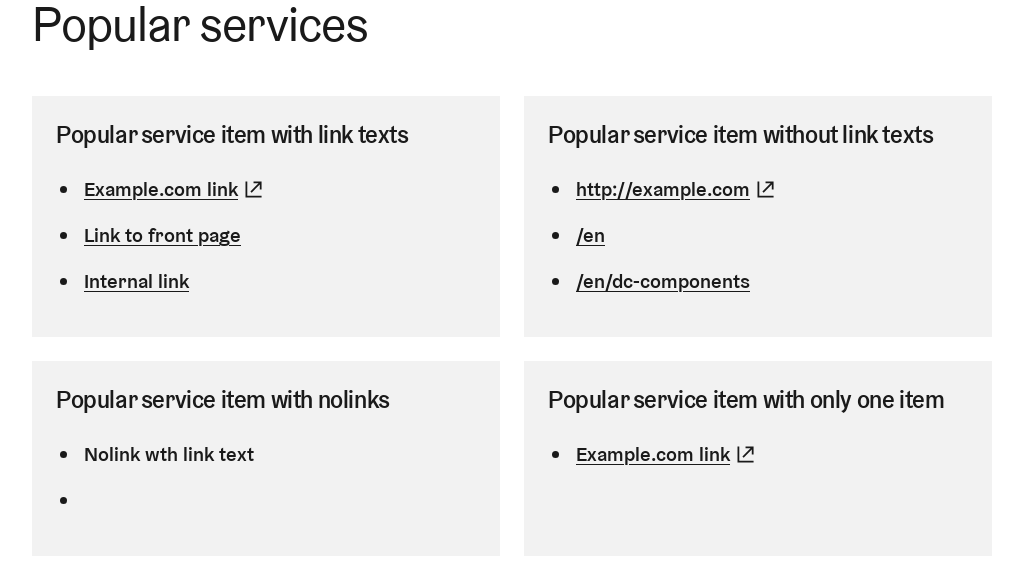 Popular services
Popular service item with link texts
Example.com link
Link to front page
Internal link
Popular service item without link texts
http://example.com
/en
/en/dc-components
Popular service item with nolinks
Nolink wth link text
Popular service item with only one item
Example.com link